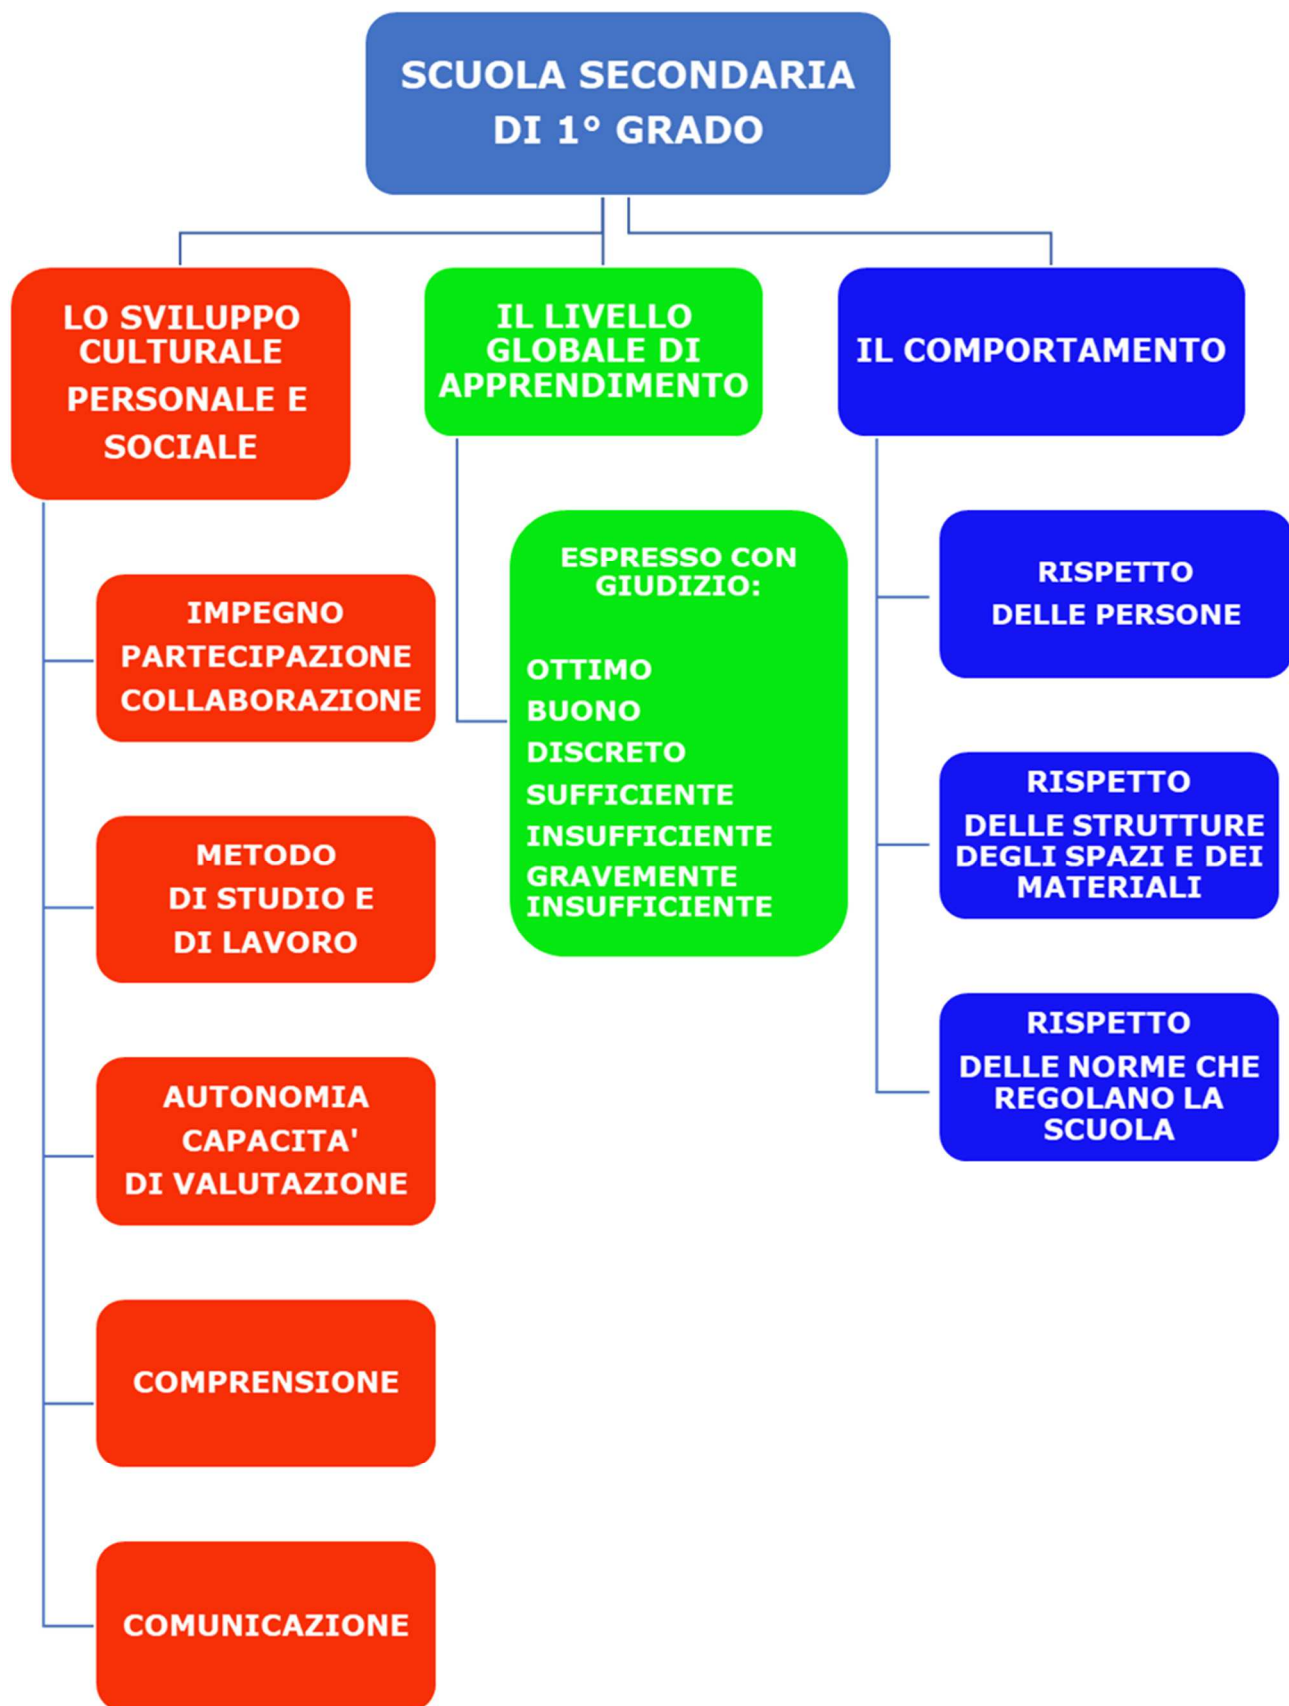 SCUOLA SECONDARIA
DI 1° GRADO
LO SVILUPPO
CULTURALE
PERSONALE E
SOCIALE
IMPEGNO
PARTECIPAZIONE
COLLABORAZIONE
METODO
DI STUDIO E
DI LAVORO
AUTONOMIA
CAPACITA'
DI VALUTAZIONE
COMPRENSIONE
COMUNICAZIONE
IL LIVELLO
GLOBALE DI
APPRENDIMENTO
ESPRESSO CON
GIUDIZIO:
OTTIMO
BUONO
DISCRETO
SUFFICIENTE
INSUFFICIENTE
GRAVEMENTE
INSUFFICIENTE
IL COMPORTAMENTO
RISPETTO
DELLE PERSONE
RISPETTO
DELLE STRUTTURE
DEGLI SPAZI E DEI
MATERIALI
RISPETTO
DELLE NORME CHE
REGOLANO LA
SCUOLA